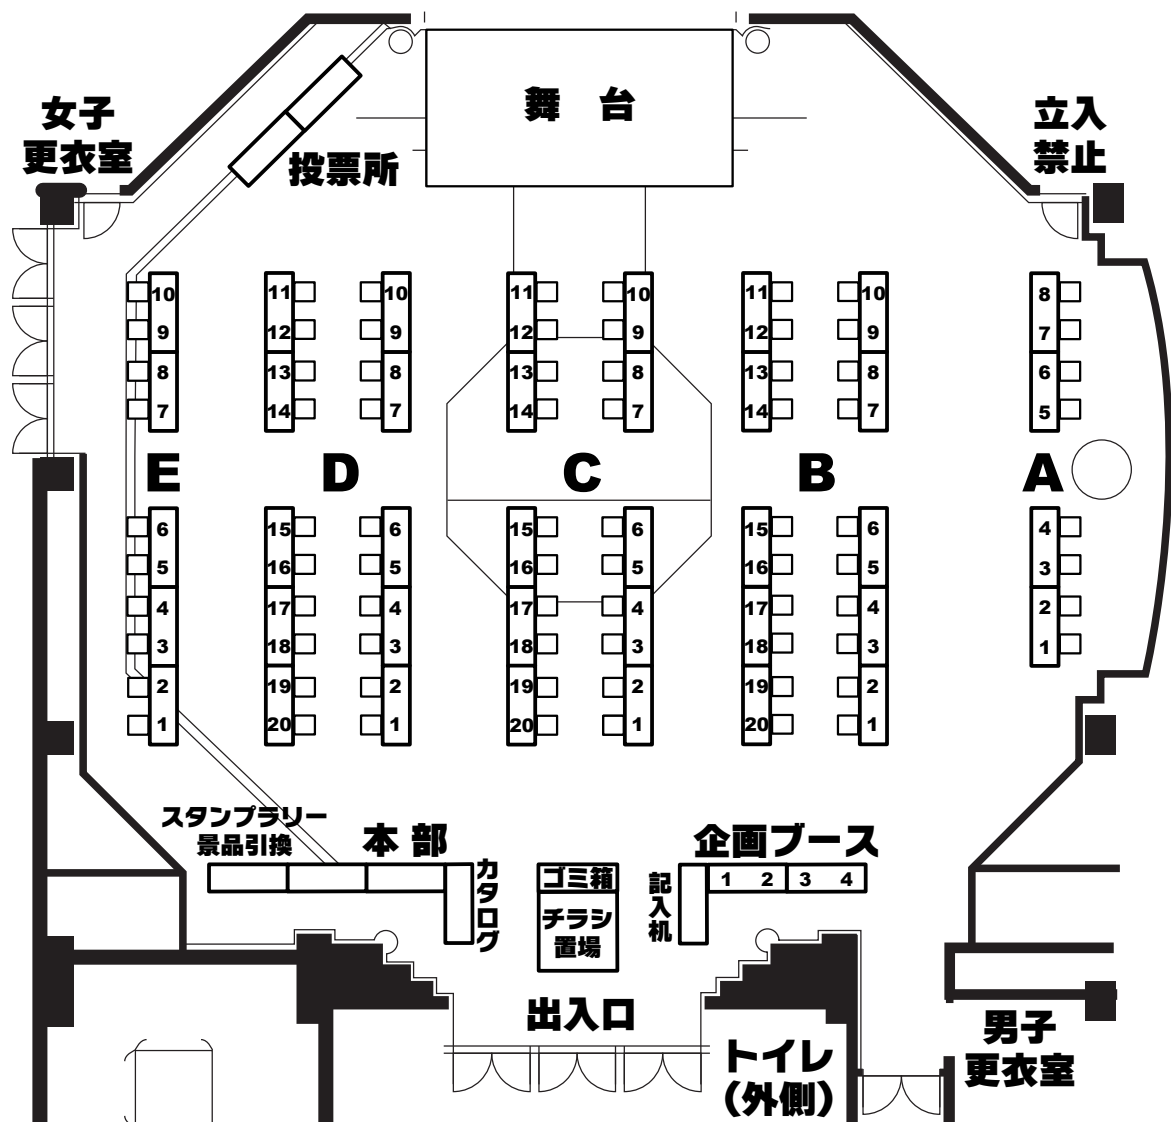 舞 台
女子
更衣室
投票所
立入
禁止
10 11 10 11 10 11 10 8
9 12 9 12 9 12 9 7
8 13 8 13 8 13 8 6
7 14 7 14 7 14 7 5
E D C B A
6 15 6 15 6 15 6 4
5 16 5 16 5 16 5 3
4 17 4 17 4 17 4 2
3 18 3 18 3 18 3 1
2 19 2 19 2 19 2
1 20 1 20 1 20 1
スタンプラリー
景品引換
本部
カタログ
ゴミ箱
チラシ
置場
企画ブース
記入机
1 2 3 4
出入口
トイレ
(外側)
男子
更衣室